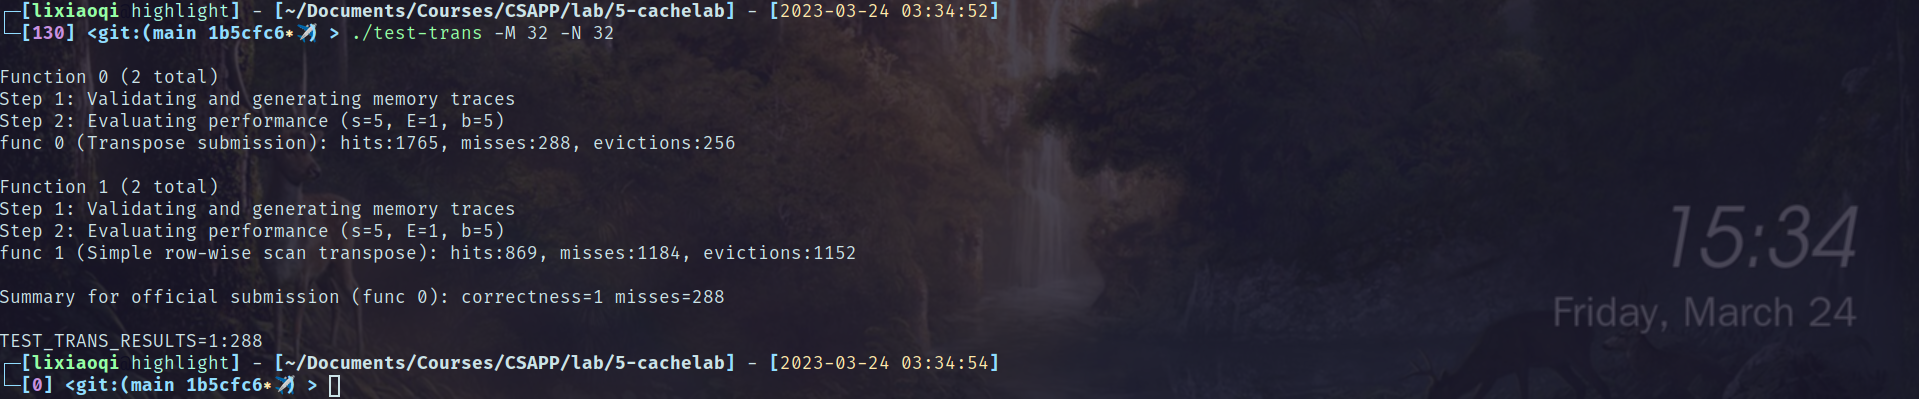 [lixiaoqi highlight] - [~/Documents/Courses/CSAPP/lab/5-cachelab] - [2023-03-24 03:34:52]
[130] <git:(main 1b5cfc6*✈ > ./test-trans -M 32 -N 32
Function 0 (2 total)
Step 1: Validating and generating memory traces
Step 2: Evaluating performance (s=5, E=1, b=5)
func 0 (Transpose submission): hits:1765, misses:288, evictions:256
Function 1 (2 total)
Step 1: Validating and generating memory traces
Step 2: Evaluating performance (s=5, E=1, b=5)
func 1 (Simple row-wise scan transpose): hits:869, misses:1184, evictions:1152
Summary for official submission (func 0): correctness=1 misses=288
TEST_TRANS_RESULTS=1:288
[lixiaoqi highlight] - [~/Documents/Courses/CSAPP/lab/5-cachelab] - [2023-03-24 03:34:54]
[0] <git:(main 1b5cfc6*✈ >
15:34
Friday, March 24